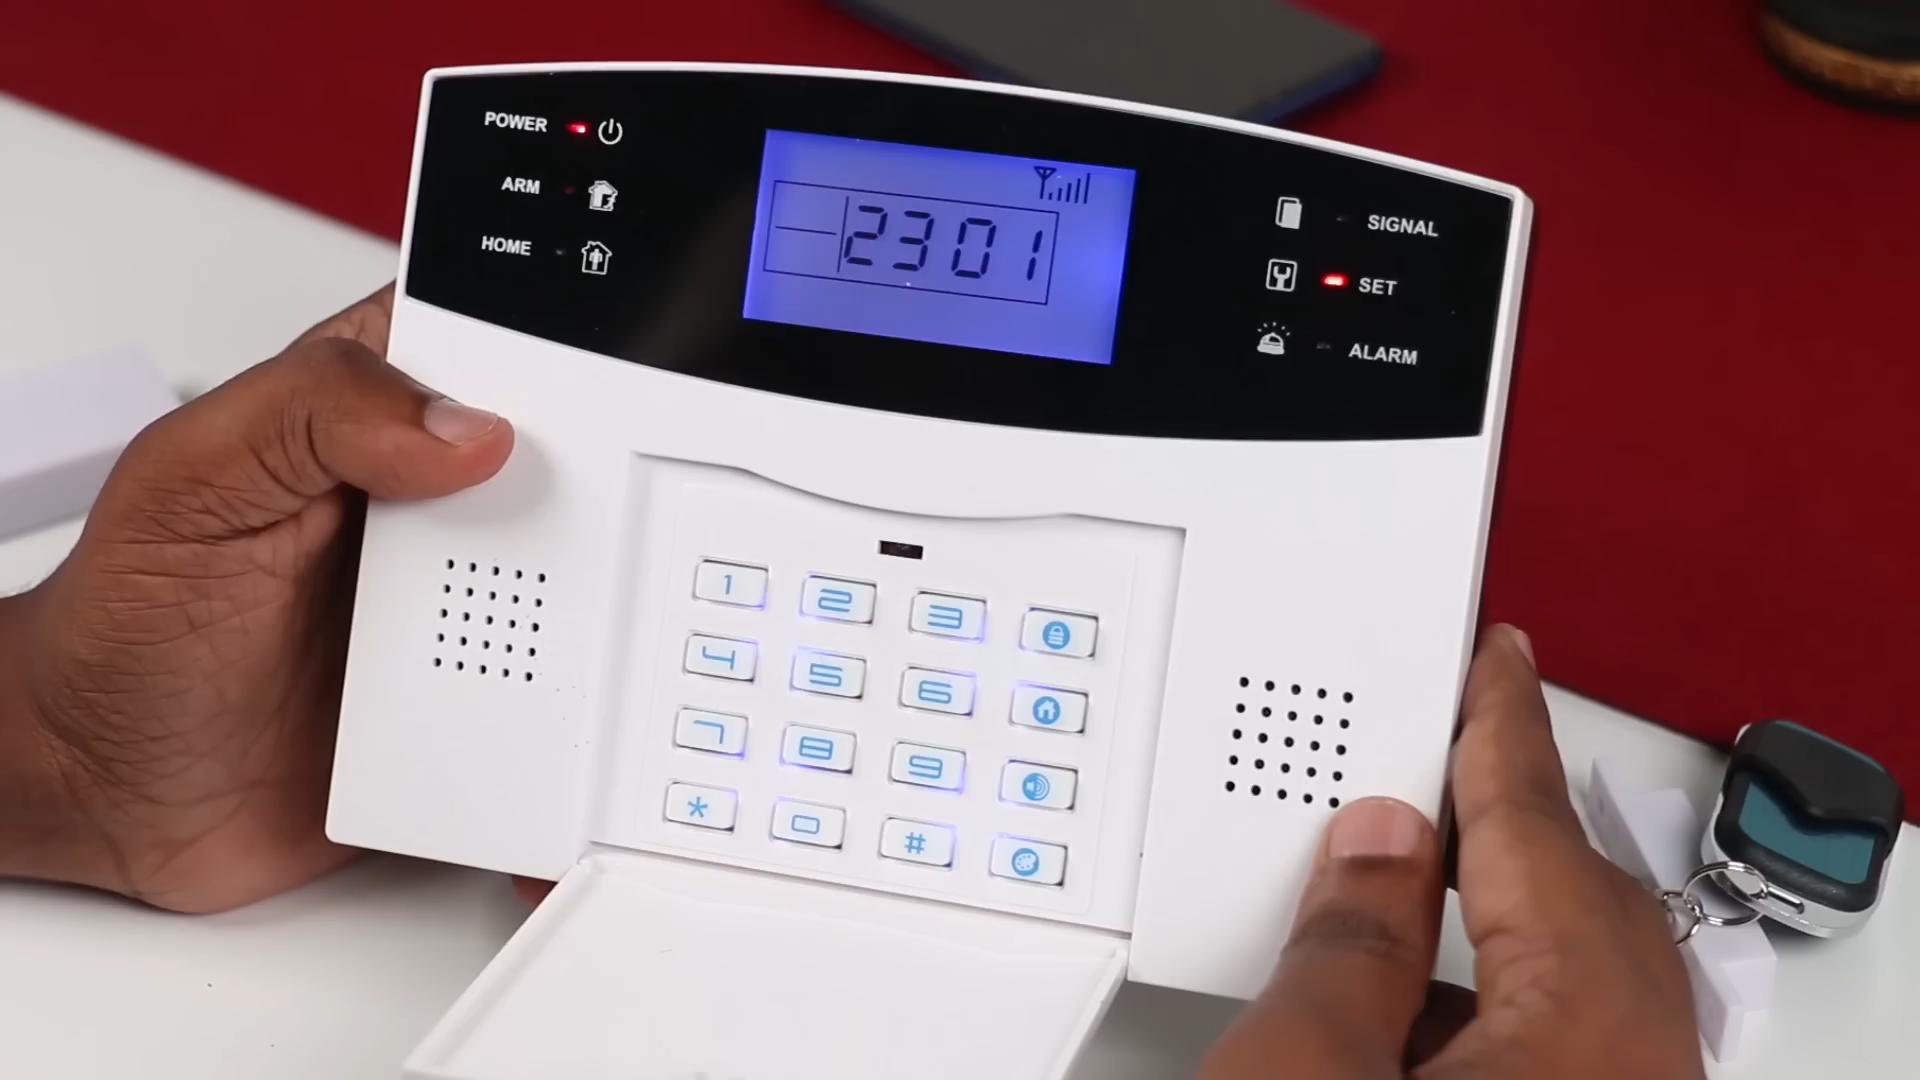 POWER
ARM
HOME
2301
SIGNAL
SET
ALARM
1 2 3
4 5 6
7 8 9
* 0 #